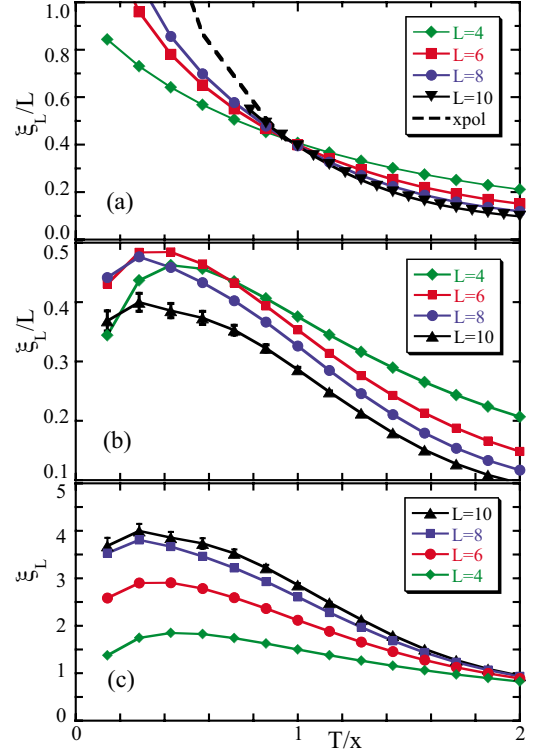 1.0
0.8
0.6
0.4
0.2
0.0
ξL/L
L=4
L=6
L=8
L=10
xpol
(a)
0.5
0.4
0.3
0.2
0.1
ξL/L
L=4
L=6
L=8
L=10
(b)
5
4
3
2
1
0
ξL
L=10
L=8
L=6
L=4
(c)
0 1 2
T/x